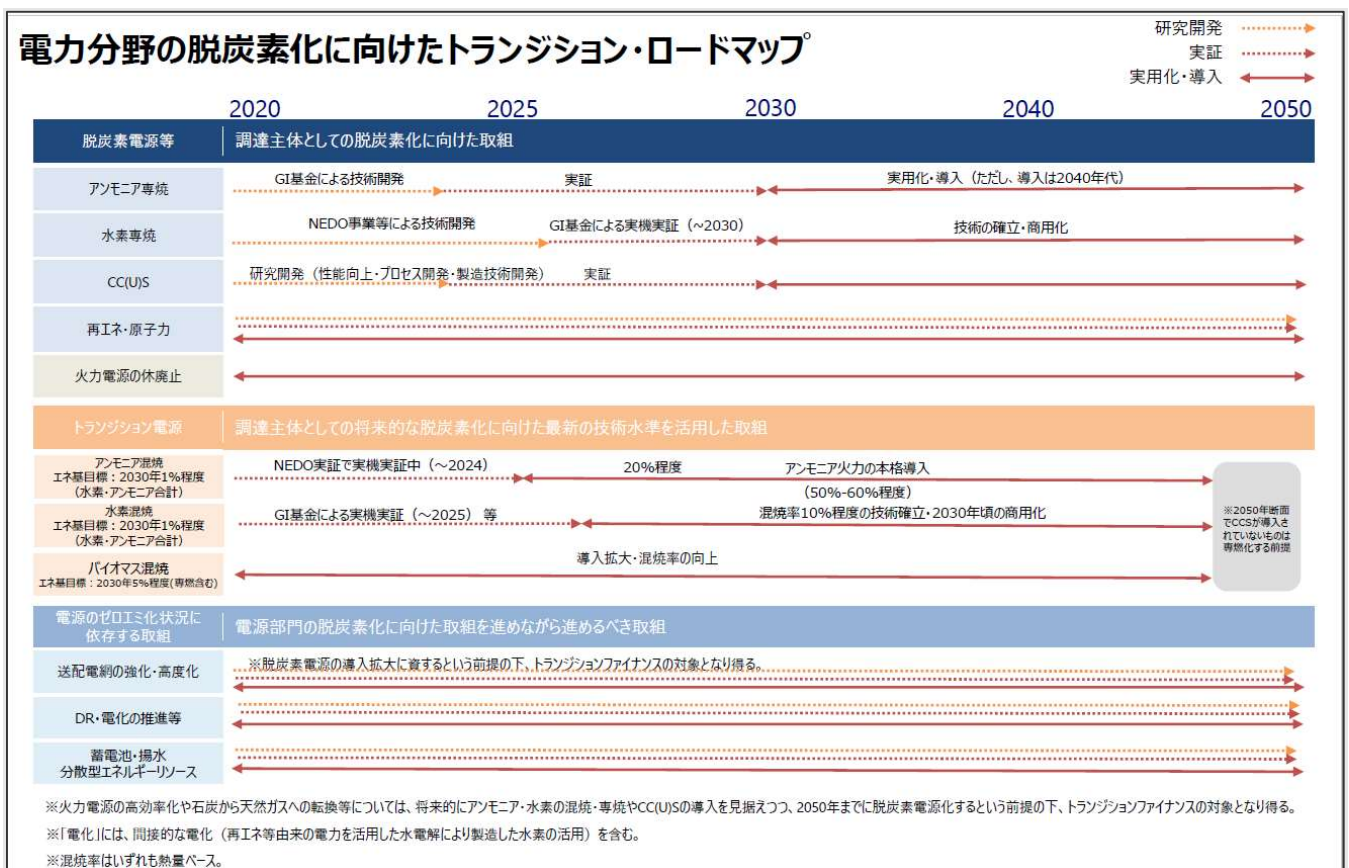 電力分野の脱炭素化に向けたトランジション・ロードマップ
研究開発
実証
実用化・導入
2020 2025 2030 2040 2050
脱炭素電源等 調達主体としての脱炭素化に向けた取組
アンモニア専焼 GI基金による技術開発 実証 実用化・導入（ただし、導入は2040年代）
水素専焼 NEDO事業等による技術開発 GI基金による実機実証（~2030） 技術の確立・商用化
CC(U)S 研究開発（性能向上・プロセス開発・製造技術開発） 実証
再エネ・原子力
火力電源の休廃止
トランジション電源 調達主体としての将来的な脱炭素化に向けた最新の技術水準を活用した取組
アンモニア混焼
エネ基目標：2030年1%程度
（水素・アンモニア合計）
NEDO実証で実機実証中（~2024） 20%程度 アンモニア火力の本格導入
（50%-60%程度）
水素混焼
エネ基目標：2030年1%程度
（水素・アンモニア合計）
GI基金による実機実証（~2025）等 混焼率10%程度の技術確立・2030年頃の商用化
バイオマス混焼
エネ基目標：2030年5%程度(専燃含む)
導入拡大・混焼率の向上
※2050年断面
でCCSが導入さ
れていないものは
専燃化する前提
電源のゼロエミ化状況に
依存する取組
電源部門の脱炭素化に向けた取組を進めながら進めるべき取組
送配電網の強化・高度化 ※脱炭素電源の導入拡大に資するという前提の下、トランジションファイナンスの対象となり得る。
DR・電化の推進等
蓄電池・揚水
分散型エネルギーリソース
※火力電源の高効率化や石炭から天然ガスへの転換等については、将来的にアンモニア・水素の混焼・専焼やCC(U)Sの導入を見据えつつ、2050年までに脱炭素電源化するという前提の下、トランジションファイナンスの対象となり得る。
※「電化」には、間接的な電化（再エネ等由来の電力を活用した水電解により製造した水素の活用）を含む。
※混焼率はいずれも熱量ベース。